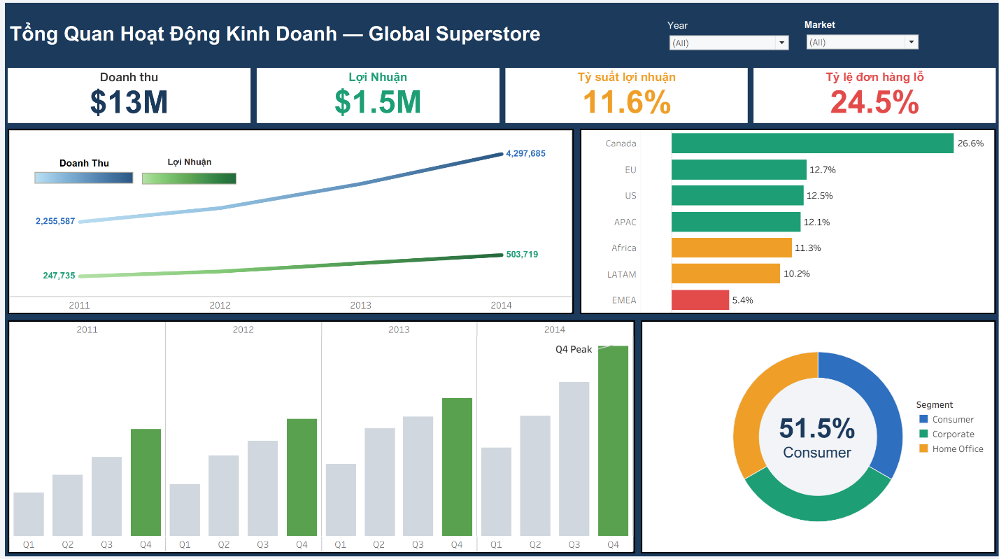 Tổng Quan Hoạt Động Kinh Doanh — Global Superstore
Year
(All)
Market
(All)
Doanh thu
$13M
Lợi Nhuận
$1.5M
Tỷ suất lợi nhuận
11.6%
Tỷ lệ đơn hàng lỗ
24.5%
Doanh Thu
Lợi Nhuận
4,297,685
2,255,587
503,719
247,735
2011 2012 2013 2014
Canada 26.6%
EU 12.7%
US 12.5%
APAC 12.1%
Africa 11.3%
LATAM 10.2%
EMEA 5.4%
2011 2012 2013 2014
Q4 Peak
Q1 Q2 Q3 Q4 Q1 Q2 Q3 Q4 Q1 Q2 Q3 Q4 Q1 Q2 Q3 Q4
51.5%
Consumer
Segment
Consumer
Corporate
Home Office